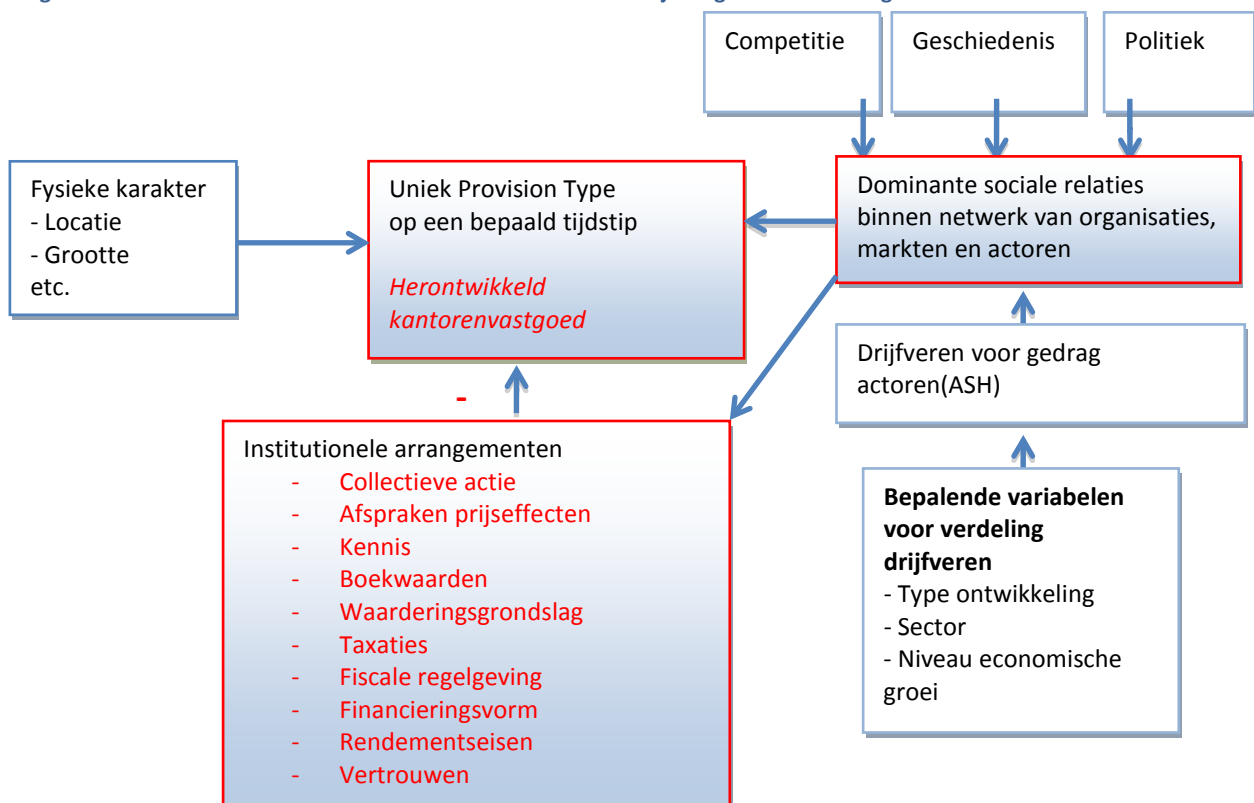 Competitie
Geschiedenis
Politiek
Fysieke karakter
- Locatie
- Grootte
etc.
Uniek Provision Type
op een bepaald tijdstip
Herontwikkeld
kantorenvastgoed
Dominante sociale relaties
binnen netwerk van organisaties,
markten en actoren
Drijfveren voor gedrag
actoren(ASH)
-
Institutionele arrangementen
- Collectieve actie
- Afspraken prijseffecten
- Kennis
- Boekwaarden
- Waarderingsgrondslag
- Taxaties
- Fiscale regelgeving
- Financieringsvorm
- Rendementseisen
- Vertrouwen
Bepalende variabelen
voor verdeling
drijfveren
- Type ontwikkeling
- Sector
- Niveau economische
groei